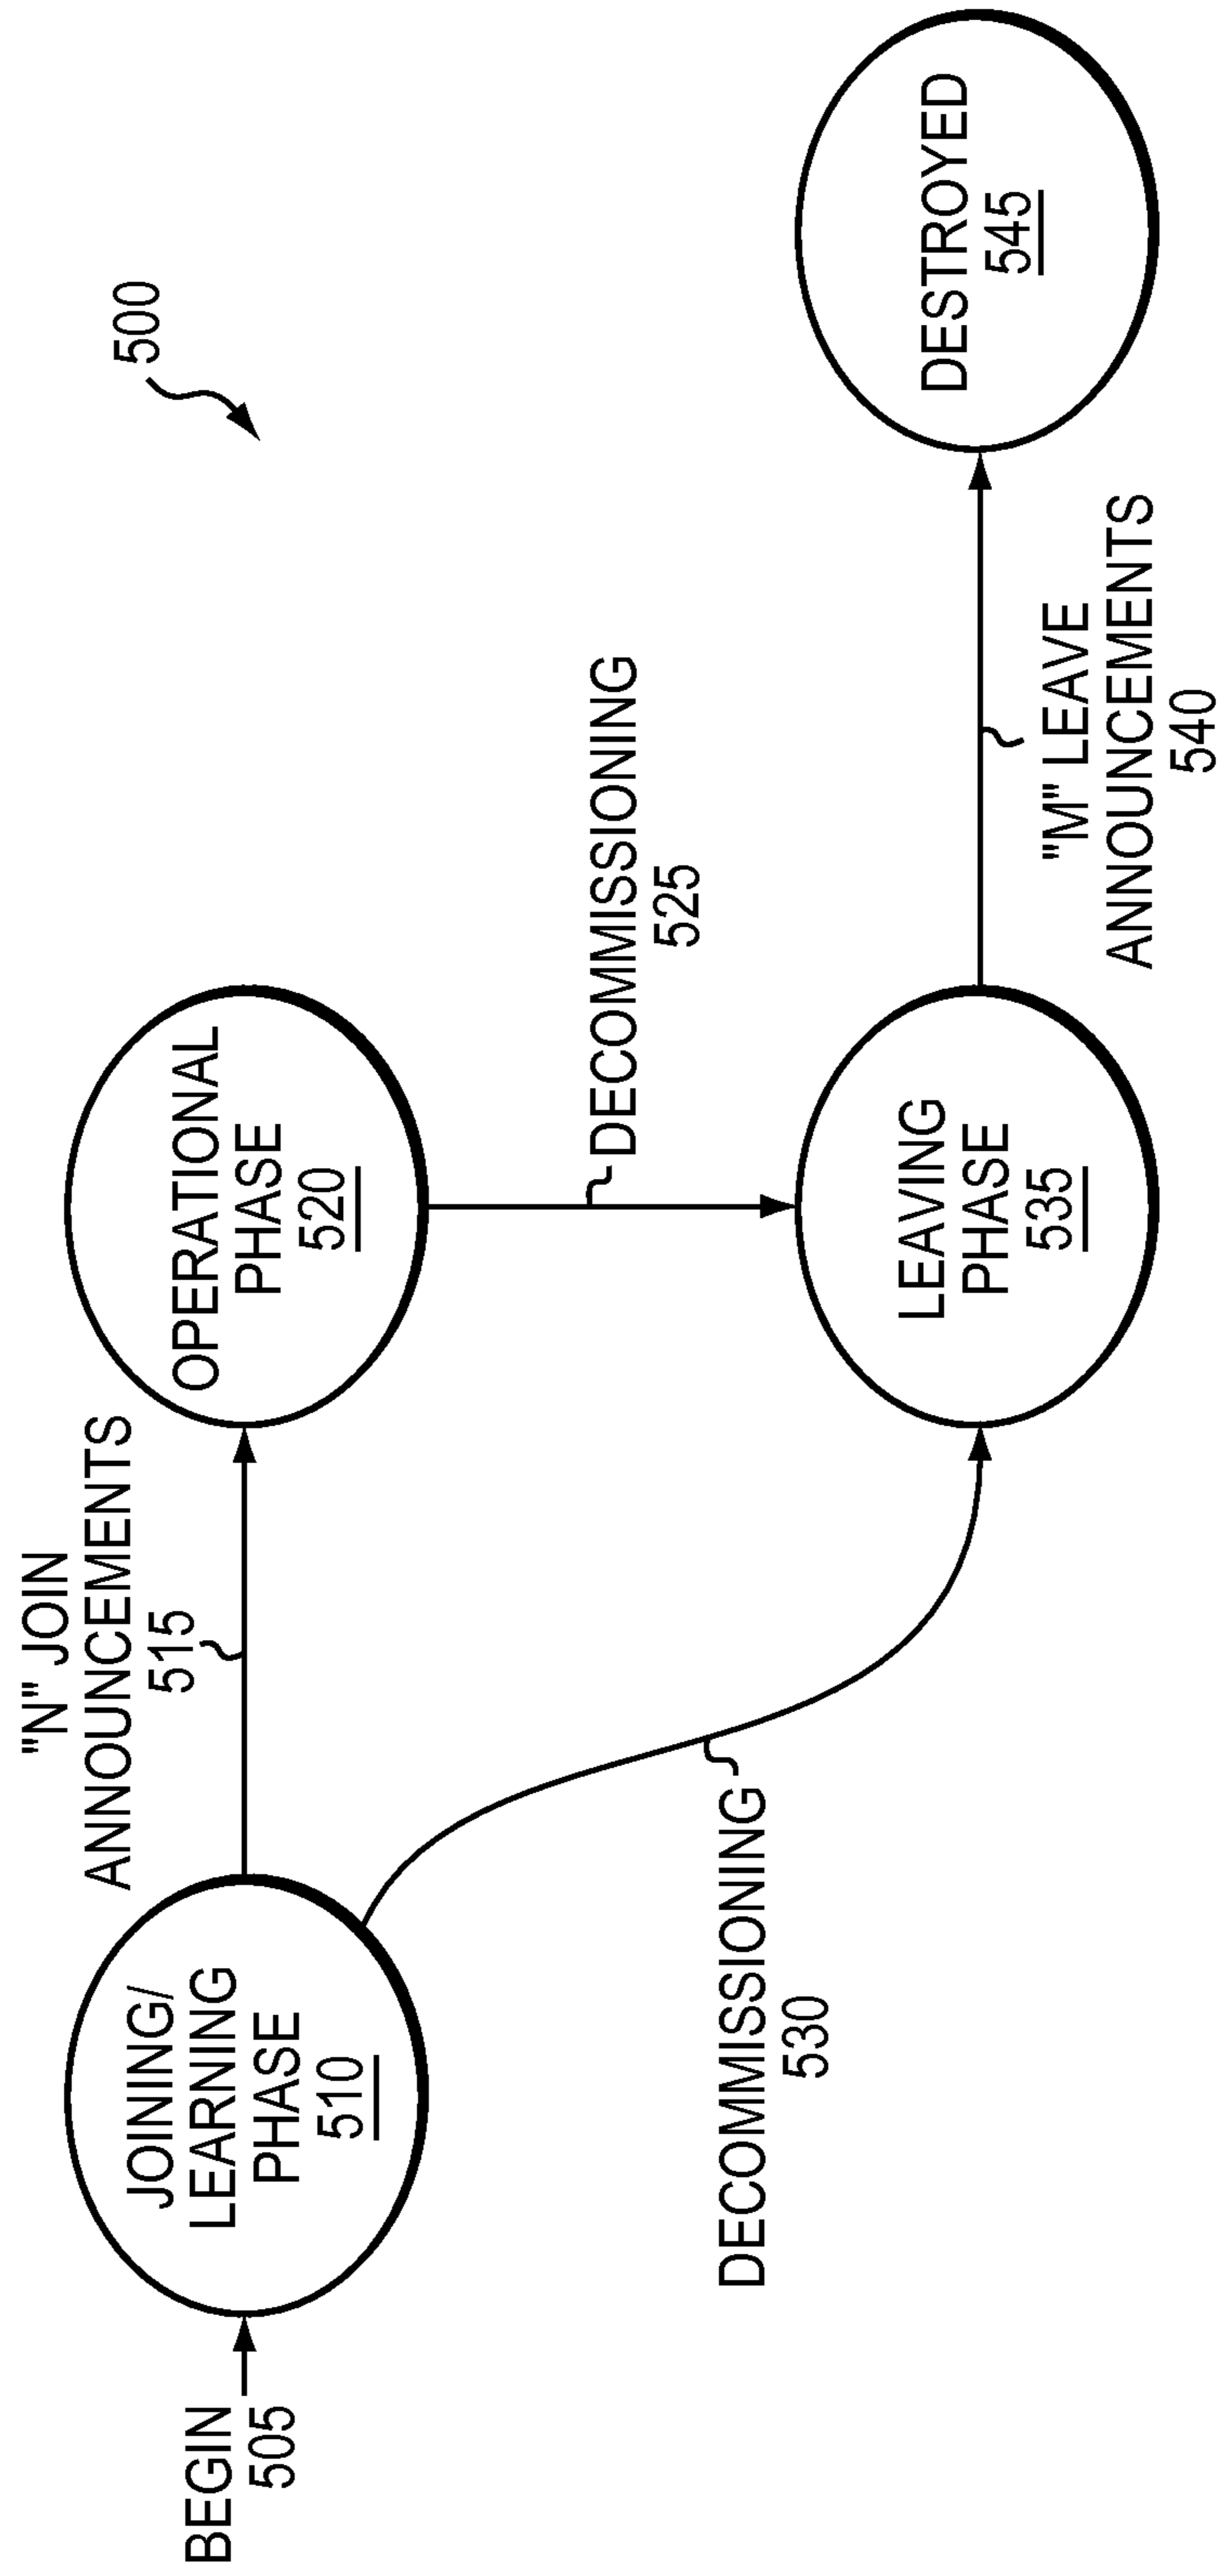 500
BEGIN
505
JOINING/
LEARNING
PHASE
510
"N" JOIN
ANNOUNCEMENTS
515
OPERATIONAL
PHASE
520
DECOMMISSIONING
525
DECOMMISSIONING
530
LEAVING
PHASE
535
"M" LEAVE
ANNOUNCEMENTS
540
DESTROYED
545